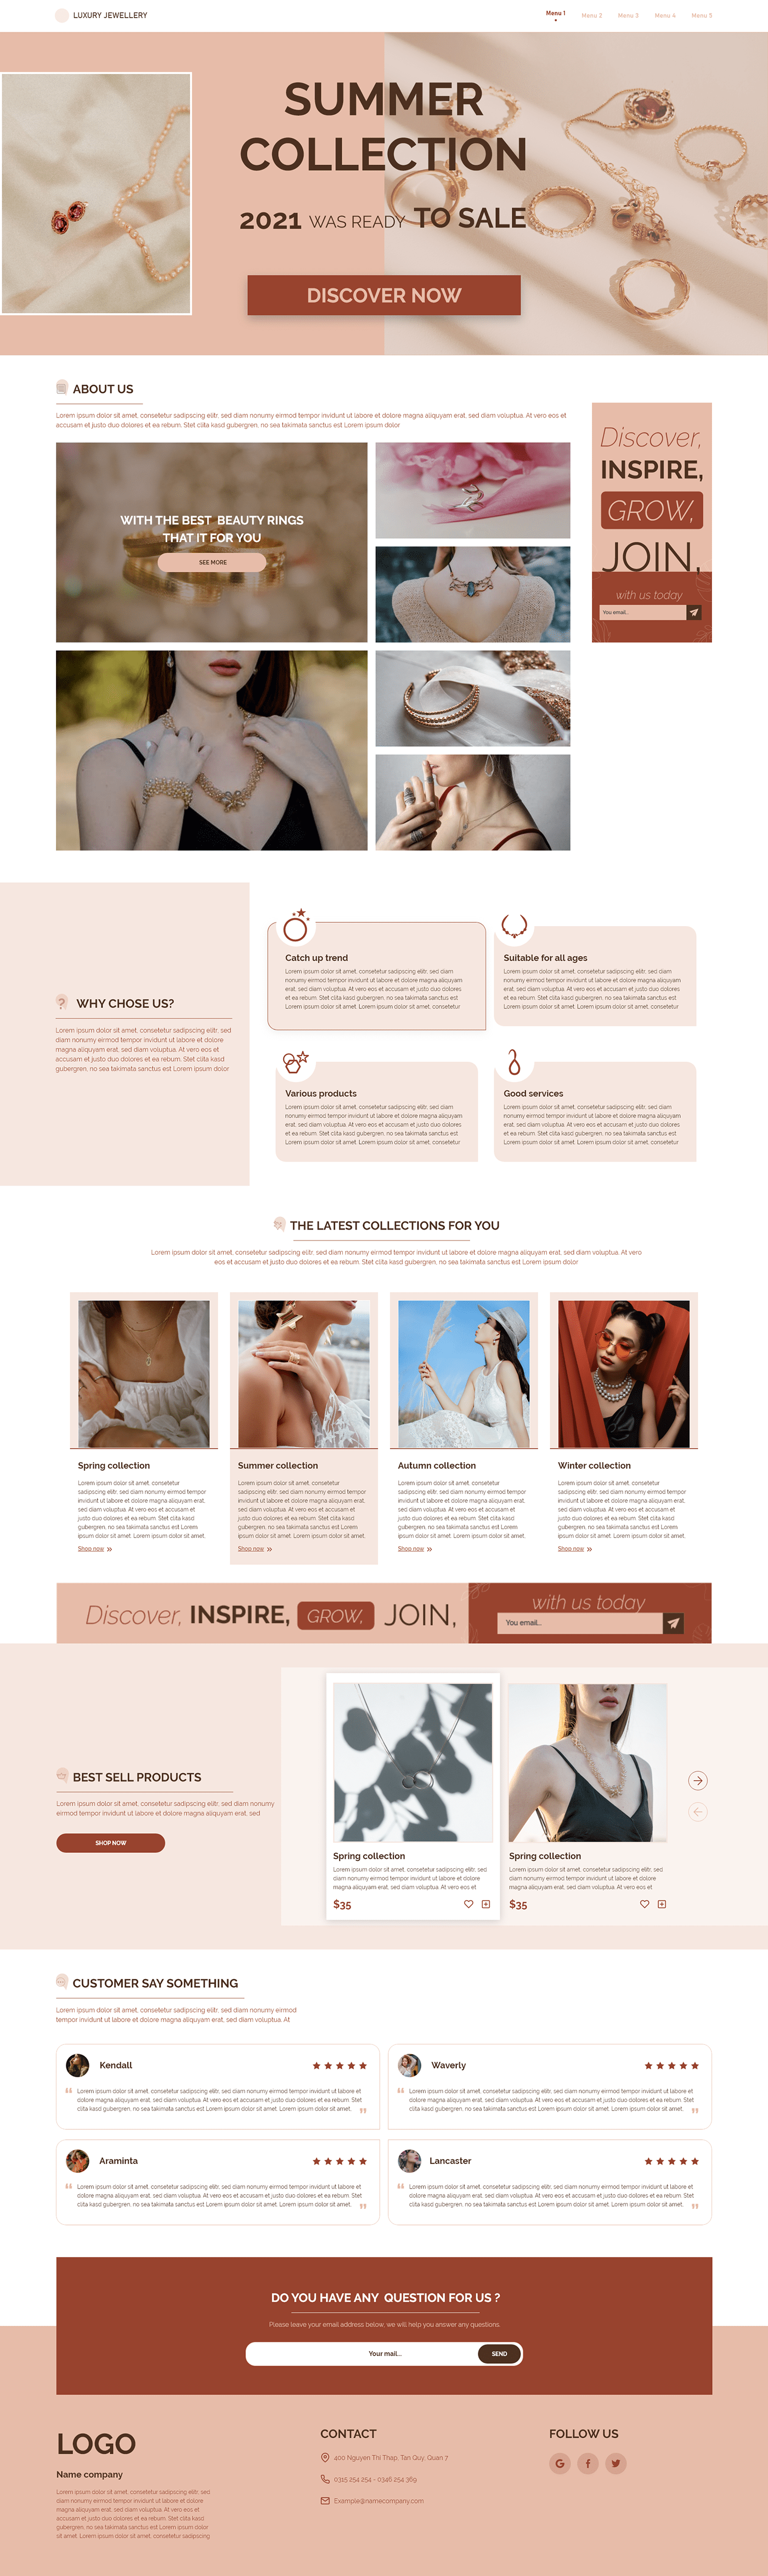 LUXURY JEWELLERY
Menu 1
Menu 2
Menu 3
Menu 4
Menu 5
SUMMER
COLLECTION
2021 WAS READY TO SALE
DISCOVER NOW
ABOUT US
Lorem ipsum dolor sit amet, consetetur sadipscing elitr, sed diam nonumy eirmod tempor invidunt ut labore et dolore magna aliquyam erat, sed diam voluptua. At vero eos et
accusam et justo duo dolores et ea rebum. Stet clita kasd gubergren, no sea takimata sanctus est Lorem ipsum dolor
WITH THE BEST BEAUTY RINGS
THAT IT FOR YOU
SEE MORE
Discover,
INSPIRE,
GROW,
JOIN,
with us today
You email...
WHY CHOSE US?
Lorem ipsum dolor sit amet, consetetur sadipscing elitr, sed
diam nonumy eirmod tempor invidunt ut labore et dolore
magna aliquyam erat, sed diam voluptua. At vero eos et
accusam et justo duo dolores et ea rebum. Stet clita kasd
gubergren, no sea takimata sanctus est Lorem ipsum dolor
Catch up trend
Lorem ipsum dolor sit amet, consetetur sadipscing elitr, sed diam
nonumy eirmod tempor invidunt ut labore et dolore magna aliquyam
erat, sed diam voluptua. At vero eos et accusam et justo duo dolores
et ea rebum. Stet clita kasd gubergren, no sea takimata sanctus est
Lorem ipsum dolor sit amet. Lorem ipsum dolor sit amet, consetetur
Suitable for all ages
Lorem ipsum dolor sit amet, consetetur sadipscing elitr, sed diam
nonumy eirmod tempor invidunt ut labore et dolore magna aliquyam
erat, sed diam voluptua. At vero eos et accusam et justo duo dolores
et ea rebum. Stet clita kasd gubergren, no sea takimata sanctus est
Lorem ipsum dolor sit amet. Lorem ipsum dolor sit amet, consetetur
Various products
Lorem ipsum dolor sit amet, consetetur sadipscing elitr, sed diam
nonumy eirmod tempor invidunt ut labore et dolore magna aliquyam
erat, sed diam voluptua. At vero eos et accusam et justo duo dolores
et ea rebum. Stet clita kasd gubergren, no sea takimata sanctus est
Lorem ipsum dolor sit amet. Lorem ipsum dolor sit amet, consetetur
Good services
Lorem ipsum dolor sit amet, consetetur sadipscing elitr, sed diam
nonumy eirmod tempor invidunt ut labore et dolore magna aliquyam
erat, sed diam voluptua. At vero eos et accusam et justo duo dolores
et ea rebum. Stet clita kasd gubergren, no sea takimata sanctus est
Lorem ipsum dolor sit amet. Lorem ipsum dolor sit amet, consetetur
THE LATEST COLLECTIONS FOR YOU
Lorem ipsum dolor sit amet, consetetur sadipscing elitr, sed diam nonumy eirmod tempor invidunt ut labore et dolore magna aliquyam erat, sed diam voluptua. At vero
eos et accusam et justo duo dolores et ea rebum. Stet clita kasd gubergren, no sea takimata sanctus est Lorem ipsum dolor
Spring collection
Lorem ipsum dolor sit amet, consetetur
sadipscing elitr, sed diam nonumy eirmod tempor
invidunt ut labore et dolore magna aliquyam erat,
sed diam voluptua. At vero eos et accusam et
justo duo dolores et ea rebum. Stet clita kasd
gubergren, no sea takimata sanctus est Lorem
ipsum dolor sit amet. Lorem ipsum dolor sit amet,
Shop now
Summer collection
Lorem ipsum dolor sit amet, consetetur
sadipscing elitr, sed diam nonumy eirmod tempor
invidunt ut labore et dolore magna aliquyam erat,
sed diam voluptua. At vero eos et accusam et
justo duo dolores et ea rebum. Stet clita kasd
gubergren, no sea takimata sanctus est Lorem
ipsum dolor sit amet. Lorem ipsum dolor sit amet,
Shop now
Autumn collection
Lorem ipsum dolor sit amet, consetetur
sadipscing elitr, sed diam nonumy eirmod tempor
invidunt ut labore et dolore magna aliquyam erat,
sed diam voluptua. At vero eos et accusam et
justo duo dolores et ea rebum. Stet clita kasd
gubergren, no sea takimata sanctus est Lorem
ipsum dolor sit amet. Lorem ipsum dolor sit amet,
Shop now
Winter collection
Lorem ipsum dolor sit amet, consetetur
sadipscing elitr, sed diam nonumy eirmod tempor
invidunt ut labore et dolore magna aliquyam erat,
sed diam voluptua. At vero eos et accusam et
justo duo dolores et ea rebum. Stet clita kasd
gubergren, no sea takimata sanctus est Lorem
ipsum dolor sit amet. Lorem ipsum dolor sit amet,
Shop now
Discover, INSPIRE, GROW, JOIN,
with us today
You email...
BEST SELL PRODUCTS
Lorem ipsum dolor sit amet, consetetur sadipscing elitr, sed diam nonumy
eirmod tempor invidunt ut labore et dolore magna aliquyam erat, sed
SHOP NOW
Spring collection
Lorem ipsum dolor sit amet, consetetur sadipscing elitr, sed
diam nonumy eirmod tempor invidunt ut labore et dolore
magna aliquyam erat, sed diam voluptua. At vero eos et
$35
Spring collection
Lorem ipsum dolor sit amet, consetetur sadipscing elitr, sed
diam nonumy eirmod tempor invidunt ut labore et dolore
magna aliquyam erat, sed diam voluptua. At vero eos et
$35
CUSTOMER SAY SOMETHING
Lorem ipsum dolor sit amet, consetetur sadipscing elitr, sed diam nonumy eirmod
tempor invidunt ut labore et dolore magna aliquyam erat, sed diam voluptua. At
Kendall
Lorem ipsum dolor sit amet, consetetur sadipscing elitr, sed diam nonumy eirmod tempor invidunt ut labore et
dolore magna aliquyam erat, sed diam voluptua. At vero eos et accusam et justo duo dolores et ea rebum. Stet
clita kasd gubergren, no sea takimata sanctus est Lorem ipsum dolor sit amet. Lorem ipsum dolor sit amet,
Waverly
Lorem ipsum dolor sit amet, consetetur sadipscing elitr, sed diam nonumy eirmod tempor invidunt ut labore et
dolore magna aliquyam erat, sed diam voluptua. At vero eos et accusam et justo duo dolores et ea rebum. Stet
clita kasd gubergren, no sea takimata sanctus est Lorem ipsum dolor sit amet. Lorem ipsum dolor sit amet,
Araminta
Lorem ipsum dolor sit amet, consetetur sadipscing elitr, sed diam nonumy eirmod tempor invidunt ut labore et
dolore magna aliquyam erat, sed diam voluptua. At vero eos et accusam et justo duo dolores et ea rebum. Stet
clita kasd gubergren, no sea takimata sanctus est Lorem ipsum dolor sit amet. Lorem ipsum dolor sit amet,
Lancaster
Lorem ipsum dolor sit amet, consetetur sadipscing elitr, sed diam nonumy eirmod tempor invidunt ut labore et
dolore magna aliquyam erat, sed diam voluptua. At vero eos et accusam et justo duo dolores et ea rebum. Stet
clita kasd gubergren, no sea takimata sanctus est Lorem ipsum dolor sit amet. Lorem ipsum dolor sit amet,
DO YOU HAVE ANY QUESTION FOR US ?
Please leave your email address below, we will help you answer any questions.
Your mail...
SEND
LOGO
Name company
Lorem ipsum dolor sit amet, consetetur sadipscing elitr, sed
diam nonumy eirmod tempor invidunt ut labore et dolore
magna aliquyam erat, sed diam voluptua. At vero eos et
accusam et justo duo dolores et ea rebum. Stet clita kasd
gubergren, no sea takimata sanctus est Lorem ipsum dolor
sit amet. Lorem ipsum dolor sit amet, consetetur sadipscing
CONTACT
400 Nguyen Thi Thap, Tan Quy, Quan 7
0315 254 254 - 0346 254 369
Example@namecompany.com
FOLLOW US